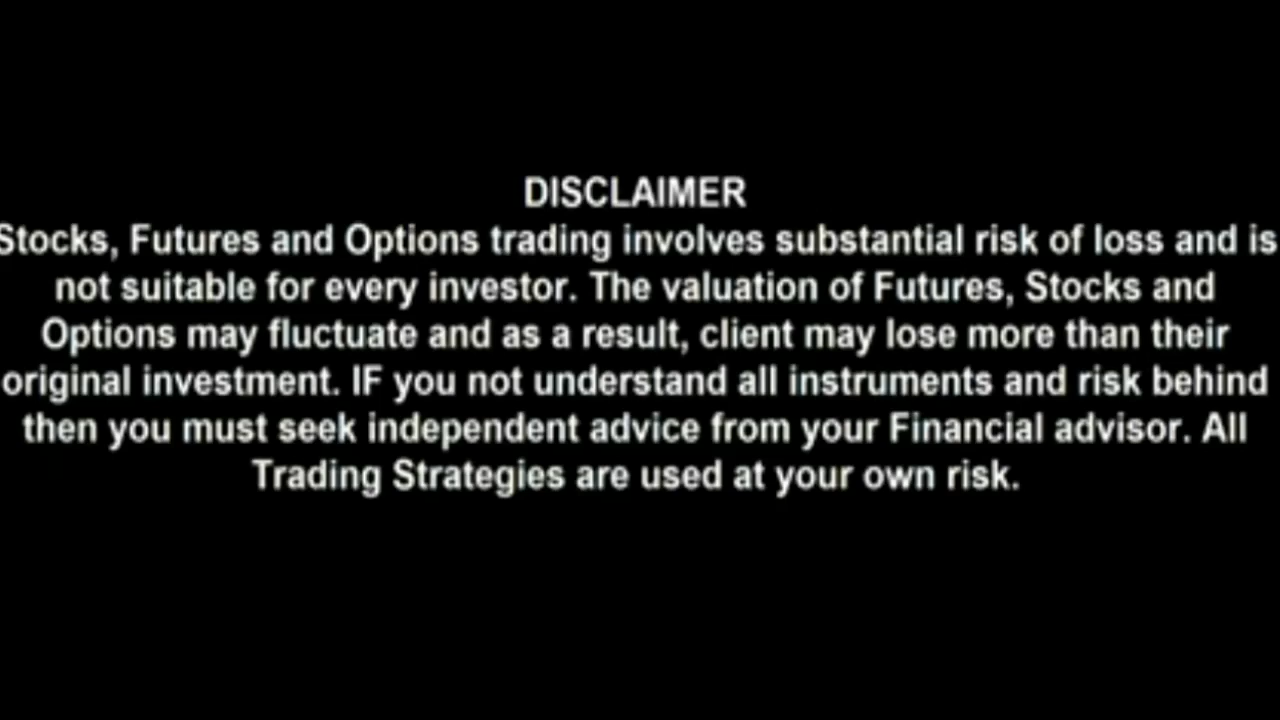 DISCLAIMER
Stocks, Futures and Options trading involves substantial risk of loss and is
not suitable for every investor. The valuation of Futures, Stocks and
Options may fluctuate and as a result, client may lose more than their
original investment. IF you not understand all instruments and risk behind
then you must seek independent advice from your Financial advisor. All
Trading Strategies are used at your own risk.